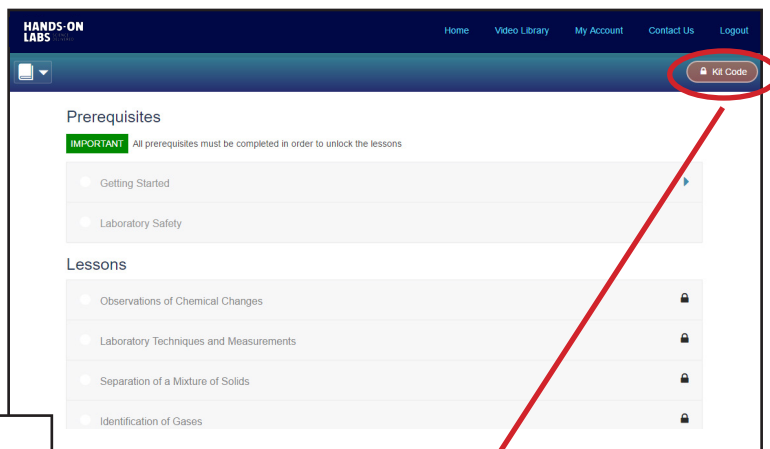 HANDS-ON
LABS
Home Video Library My Account Contact Us Logout
Kit Code
Prerequisites
IMPORTANT All prerequisites must be completed in order to unlock the lessons
Getting Started
Laboratory Safety
Lessons
Observations of Chemical Changes
Laboratory Techniques and Measurements
Separation of a Mixture of Solids
Identification of Gases